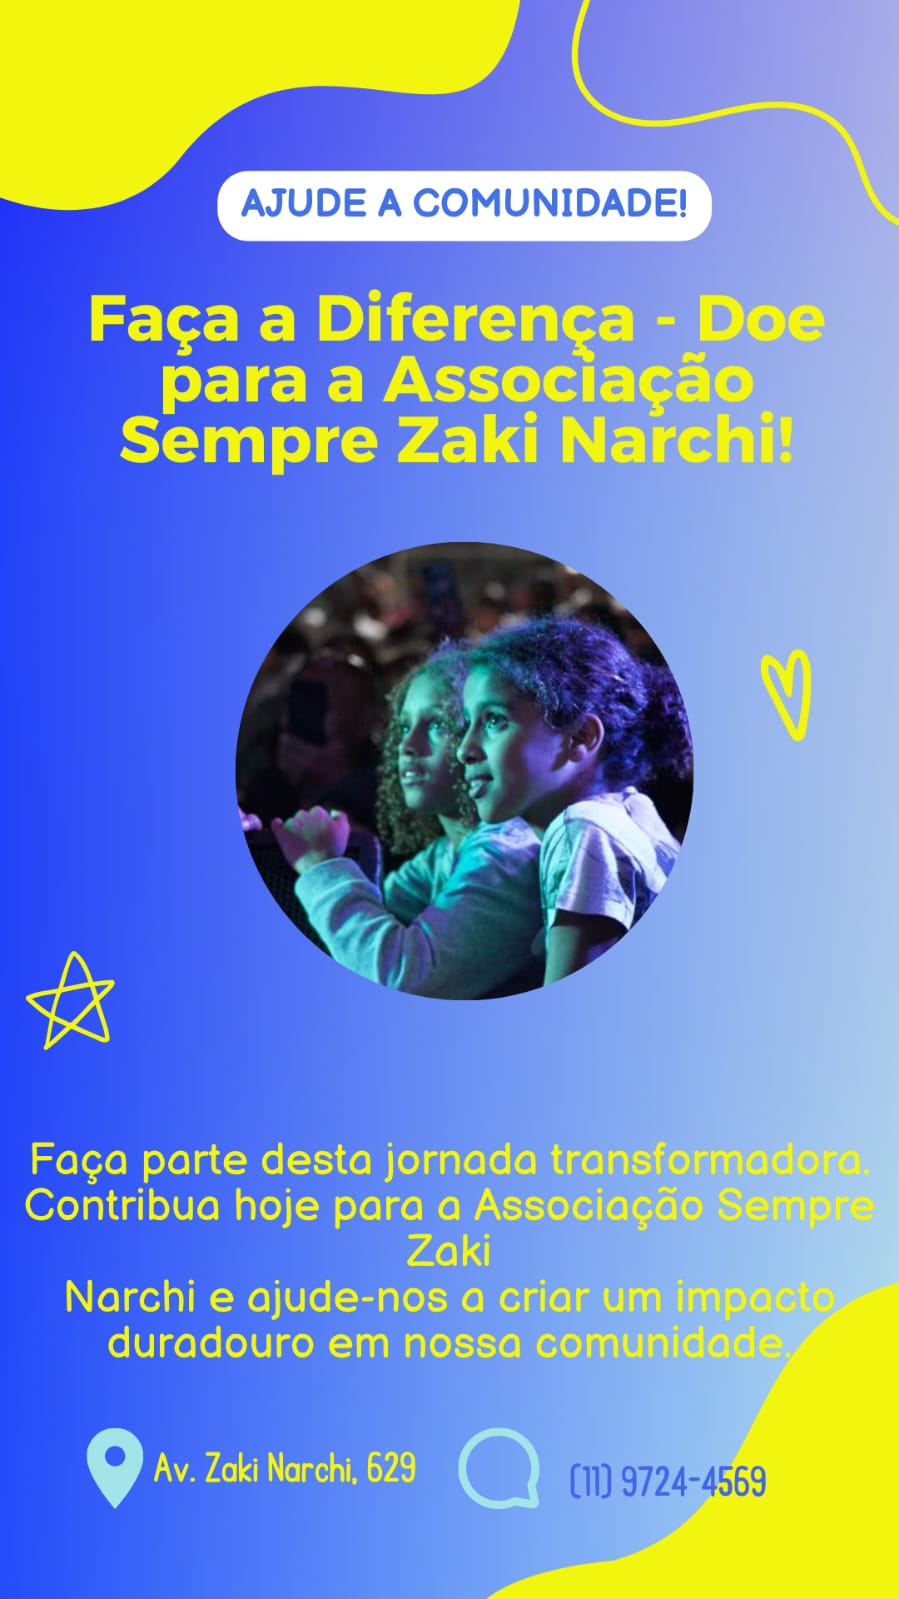 AJUDE A COMUNIDADE!
Faça a Diferença - Doe
para a Associação
Sempre Zaki Narchi!
Faça parte desta jornada transformadora.
Contribua hoje para a Associação Sempre
Zaki
Narchi e ajude-nos a criar um impacto
duradouro em nossa comunidade.
Av. Zaki Narchi, 629
(11) 9724-4569